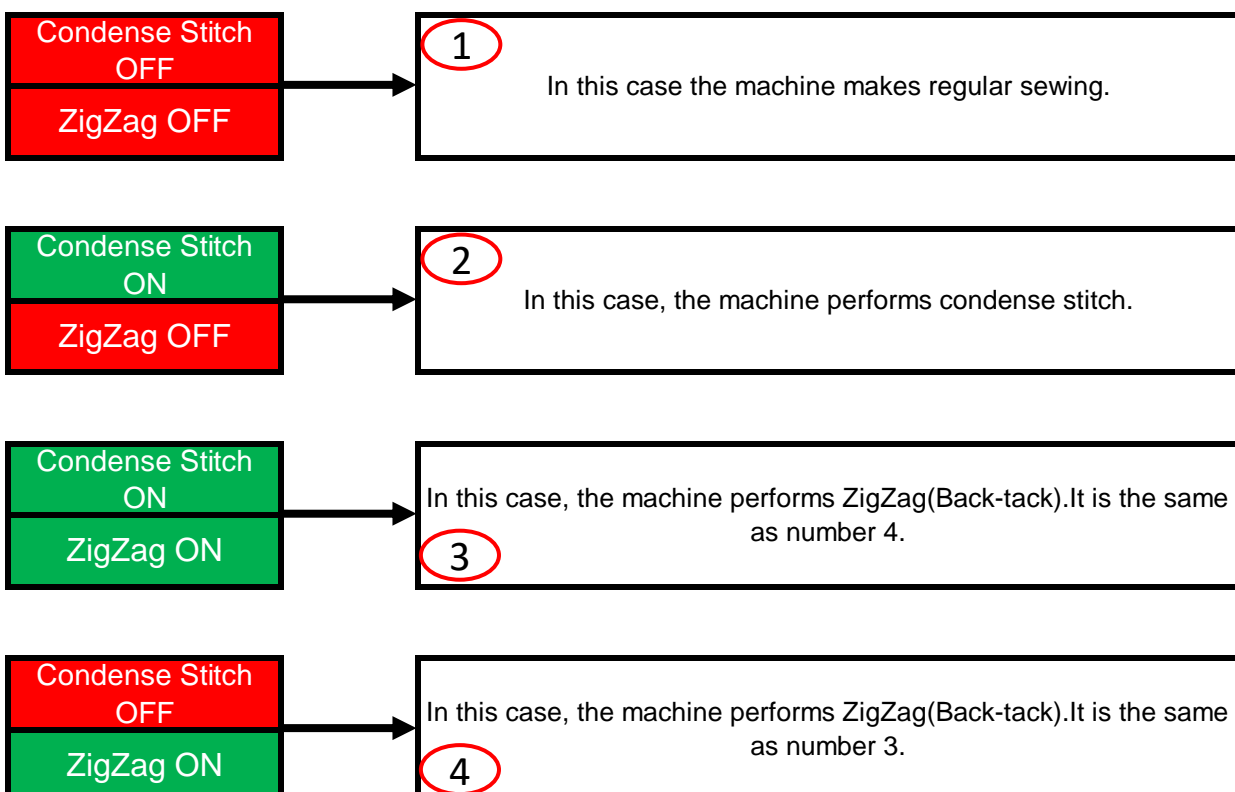 Condense Stitch
OFF
ZigZag OFF
1
In this case the machine makes regular sewing.
Condense Stitch
ON
ZigZag OFF
2
In this case, the machine performs condense stitch.
Condense Stitch
ON
ZigZag ON
In this case, the machine performs ZigZag(Back-tack).It is the same
as number 4.
3
Condense Stitch
OFF
ZigZag ON
In this case, the machine performs ZigZag(Back-tack).It is the same
as number 3.
4